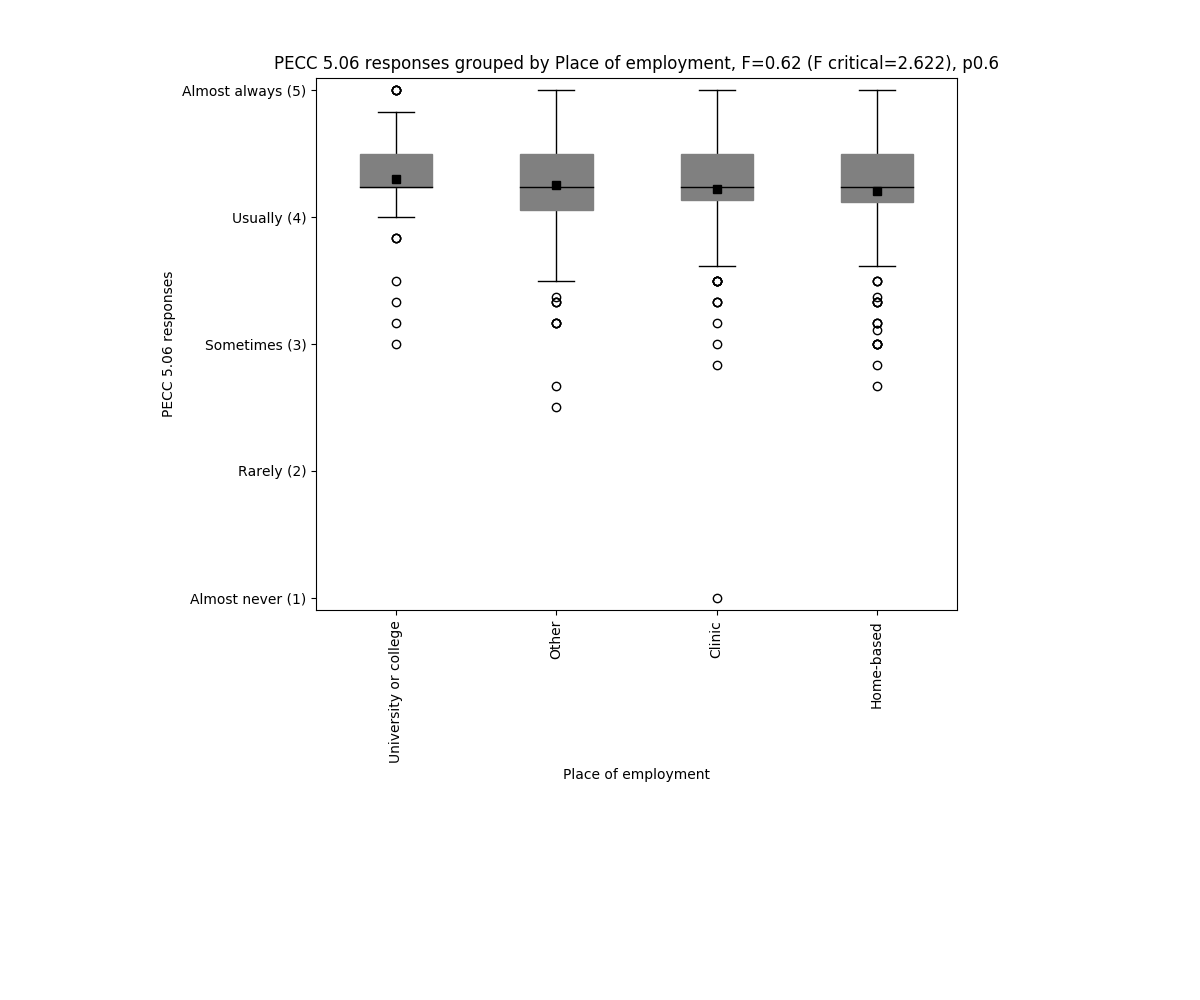 PECC 5.06 responses grouped by Place of employment, F=0.62 (F critical=2.622), p0.6
Almost always (5)
Usually (4)
Sometimes (3)
Rarely (2)
Almost never (1)
PECC 5.06 responses
University or college
Other
Clinic
Home-based
Place of employment